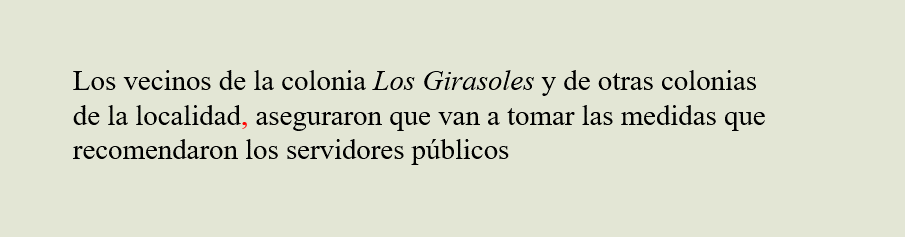 Los vecinos de la colonia Los Girasoles y de otras colonias
de la localidad, aseguraron que van a tomar las medidas que
recomendaron los servidores públicos